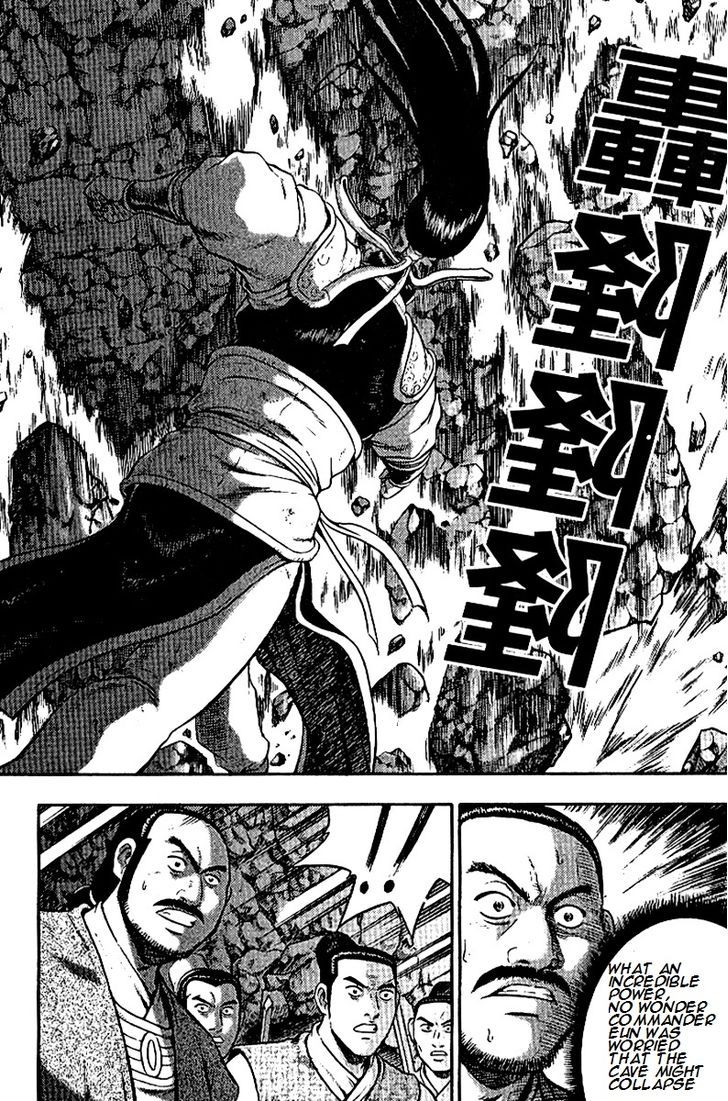 轟
隆
隆
隆
!!
WHAT AN
INCREDIBLE
POWER,
NO WONDER
COMMANDER
EUN WAS
WORRIED
THAT THE
CAVE MIGHT
COLLAPSE